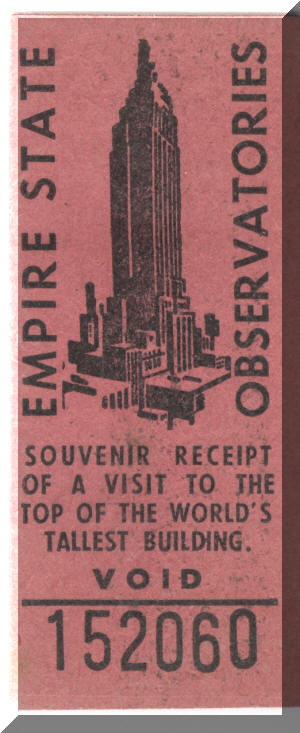 EMPIRE STATE
OBSERVATORIES
SOUVENIR RECEIPT
OF A VISIT TO THE
TOP OF THE WORLD'S
TALLEST BUILDING.
VOID
152060